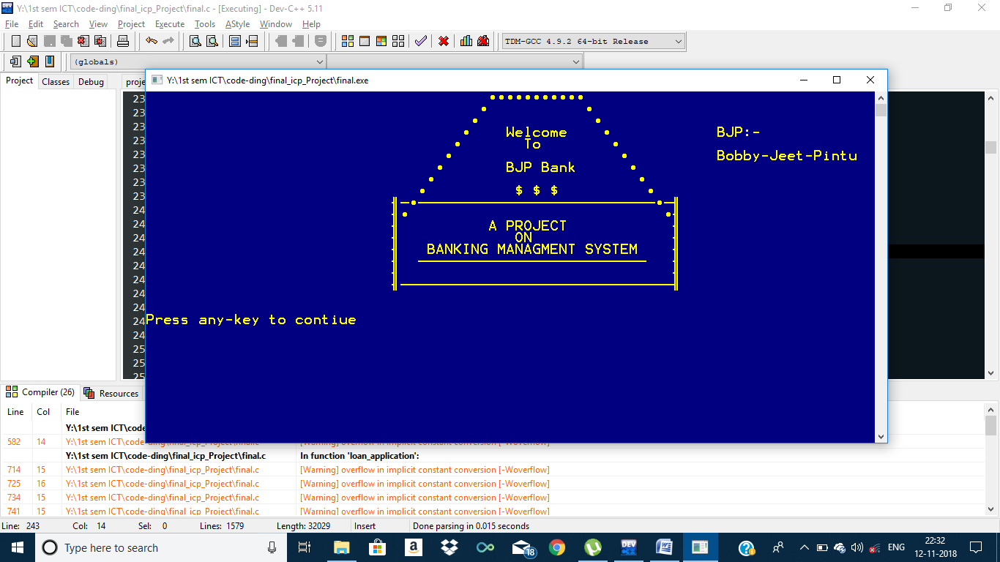 Y:\1st sem ICT\code-ding\final_icp_Project\final.c - [Executing] - Dev-C++ 5.11
File Edit Search View Project Execute Tools AStyle Window Help
TDM-GCC 4.9.2 64-bit Release
(globals)
Project Classes Debug proje
Y:\1st sem ICT\code-ding\final_icp_Project\final.exe
23
23
23
23
23
23
23
23
24
24
24
24
24
24
24
24
24
24
25
25
25
Welcome
To
BJP Bank
$ $ $
BJP:-
Bobby-Jeet-Pintu
A PROJECT
ON
BANKING MANAGMENT SYSTEM
Press any-key to contiue
Compiler (26) Resources
Line Col File
Y:\1st sem ICT\code
582 14 Y:\1st sem ICT\code-ding\final_icp_Project\final.c [Warning] overflow in implicit constant conversion [-Woverflow]
Y:\1st sem ICT\code-ding\final_icp_Project\final.c In function 'loan_application':
714 15 Y:\1st sem ICT\code-ding\final_icp_Project\final.c [Warning] overflow in implicit constant conversion [-Woverflow]
725 16 Y:\1st sem ICT\code-ding\final_icp_Project\final.c [Warning] overflow in implicit constant conversion [-Woverflow]
734 15 Y:\1st sem ICT\code-ding\final_icp_Project\final.c [Warning] overflow in implicit constant conversion [-Woverflow]
741 15 Y:\1st sem ICT\code-ding\final_icp_Project\final.c [Warning] overflow in implicit constant conversion [-Woverflow]
Line: 243 Col: 14 Sel: 0 Lines: 1579 Length: 32029 Insert Done parsing in 0.015 seconds
Type here to search
18
ENG
22:32
12-11-2018